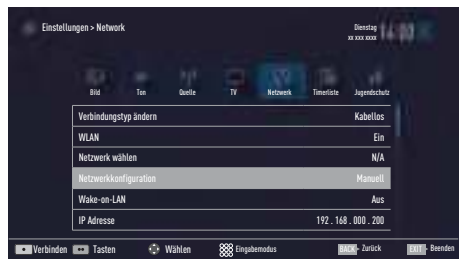 Einstellungen > Network
Dienstag
xx xxx xxxx
Bild Ton Quelle TV Netzwerk Timerliste Jugendschutz
Verbindungstyp ändern Kabellos
WLAN Ein
Netzwerk wählen N/A
Netzwerkkonfiguration Manuell
Wake-on-LAN Aus
IP Adresse 192 . 168 . 000 . 200
Verbinden Tasten Wählen Eingabemodus BACK - Zurück EXIT - Beenden